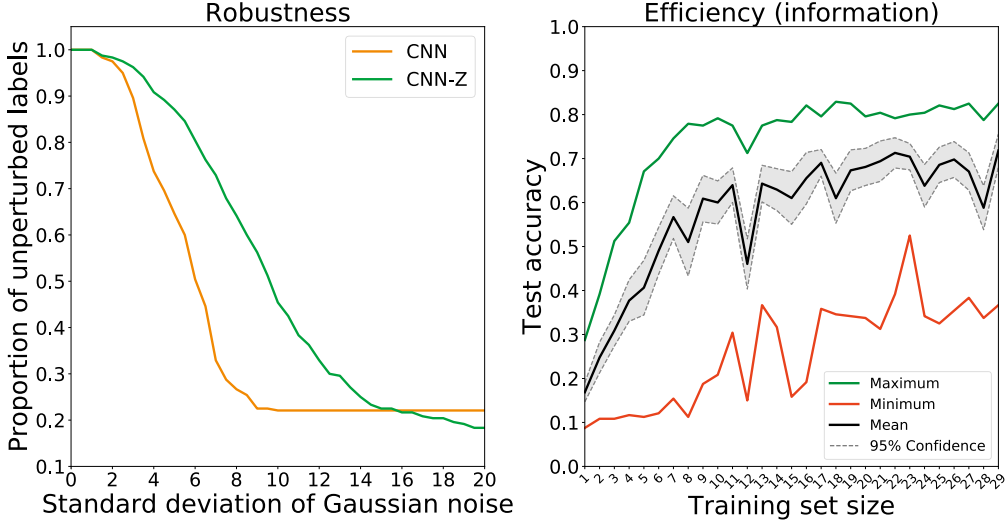 Robustness
Proportion of unperturbed labels
1.0
0.9
0.8
0.7
0.6
0.5
0.4
0.3
0.2
0.1
CNN
CNN-Z
0 2 4 6 8 10 12 14 16 18 20
Standard deviation of Gaussian noise
Efficiency (information)
Test accuracy
1.0
0.9
0.8
0.7
0.6
0.5
0.4
0.3
0.2
0.1
0.0
Maximum
Minimum
Mean
95% Confidence
1 2 3 4 5 6 7 8 9 10 11 12 13 14 15 16 17 18 19 20 21 22 23 24 25 26 27 28 29
Training set size